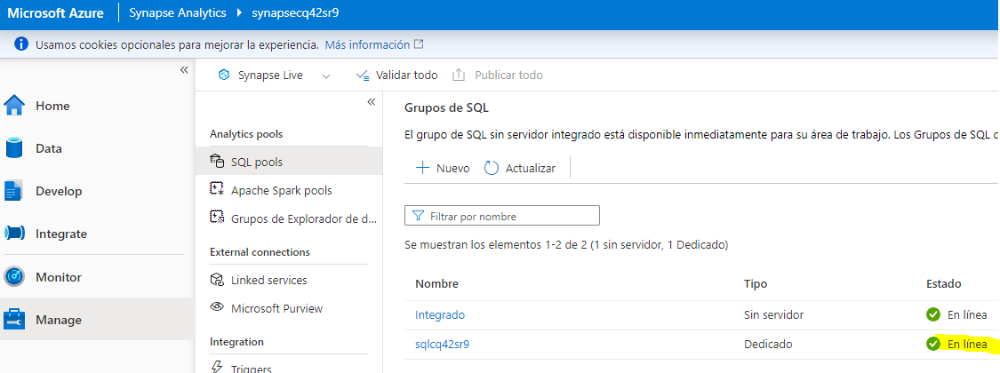 Microsoft Azure
Synapse Analytics
synapsecq42sr9
Usamos cookies opcionales para mejorar la experiencia. Más información
Home
Data
Develop
Integrate
Monitor
Manage
Synapse Live
Validar todo
Publicar todo
Analytics pools
SQL pools
Apache Spark pools
Grupos de Explorador de d...
External connections
Linked services
Microsoft Purview
Integration
Triggers
Grupos de SQL
El grupo de SQL sin servidor integrado está disponible inmediatamente para su área de trabajo. Los Grupos de SQL
Nuevo
Actualizar
Filtrar por nombre
Se muestran los elementos 1-2 de 2 (1 sin servidor, 1 Dedicado)
Nombre Tipo Estado
Integrado Sin servidor En línea
sqlcq42sr9 Dedicado En línea